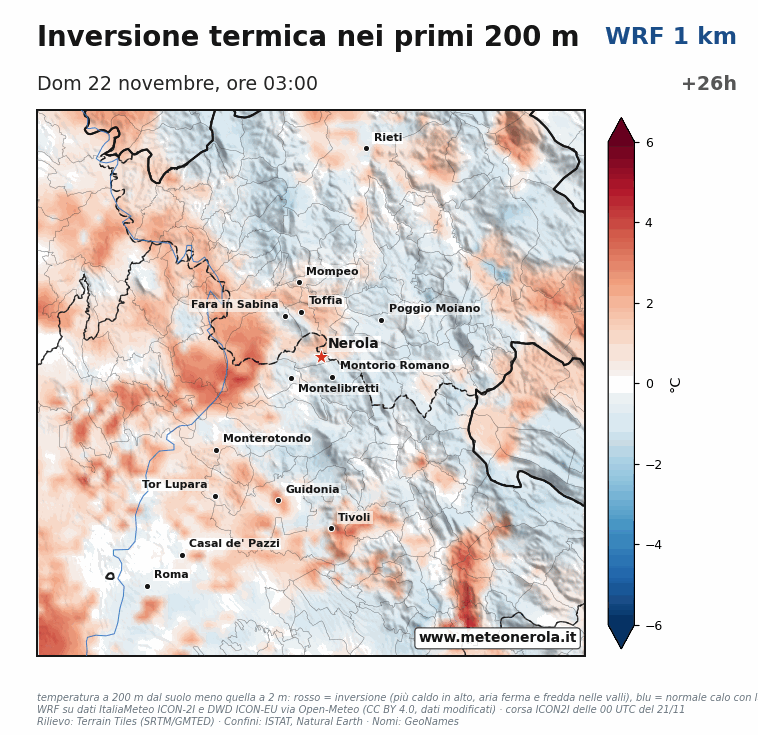 Inversione termica nei primi 200 m WRF 1 km
Dom 22 novembre, ore 03:00 +26h
Rieti
Mompeo
Fara in Sabina
Toffia
Poggio Moiano
Nerola
Montorio Romano
Montelibretti
Monterotondo
Tor Lupara
Guidonia
Tivoli
Casal de' Pazzi
Roma
www.meteonerola.it
6
4
2
0
−2
−4
−6
°C
temperatura a 200 m dal suolo meno quella a 2 m: rosso = inversione (più caldo in alto, aria ferma e fredda nelle valli), blu = normale calo con l
WRF su dati ItaliaMeteo ICON-2I e DWD ICON-EU via Open-Meteo (CC BY 4.0, dati modificati) · corsa ICON2I delle 00 UTC del 21/11
Rilievo: Terrain Tiles (SRTM/GMTED) · Confini: ISTAT, Natural Earth · Nomi: GeoNames